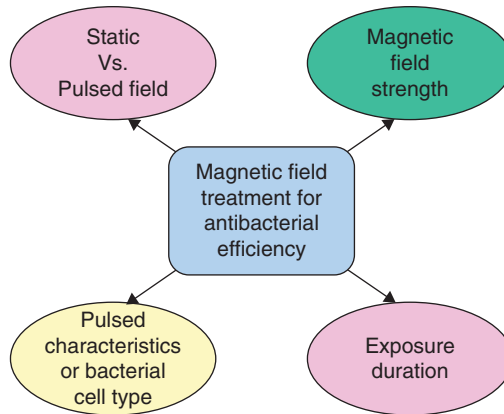 Static
Vs.
Pulsed field
Magnetic
field
strength
Magnetic field
treatment for
antibacterial
efficiency
Pulsed
characteristics
or bacterial
cell type
Exposure
duration